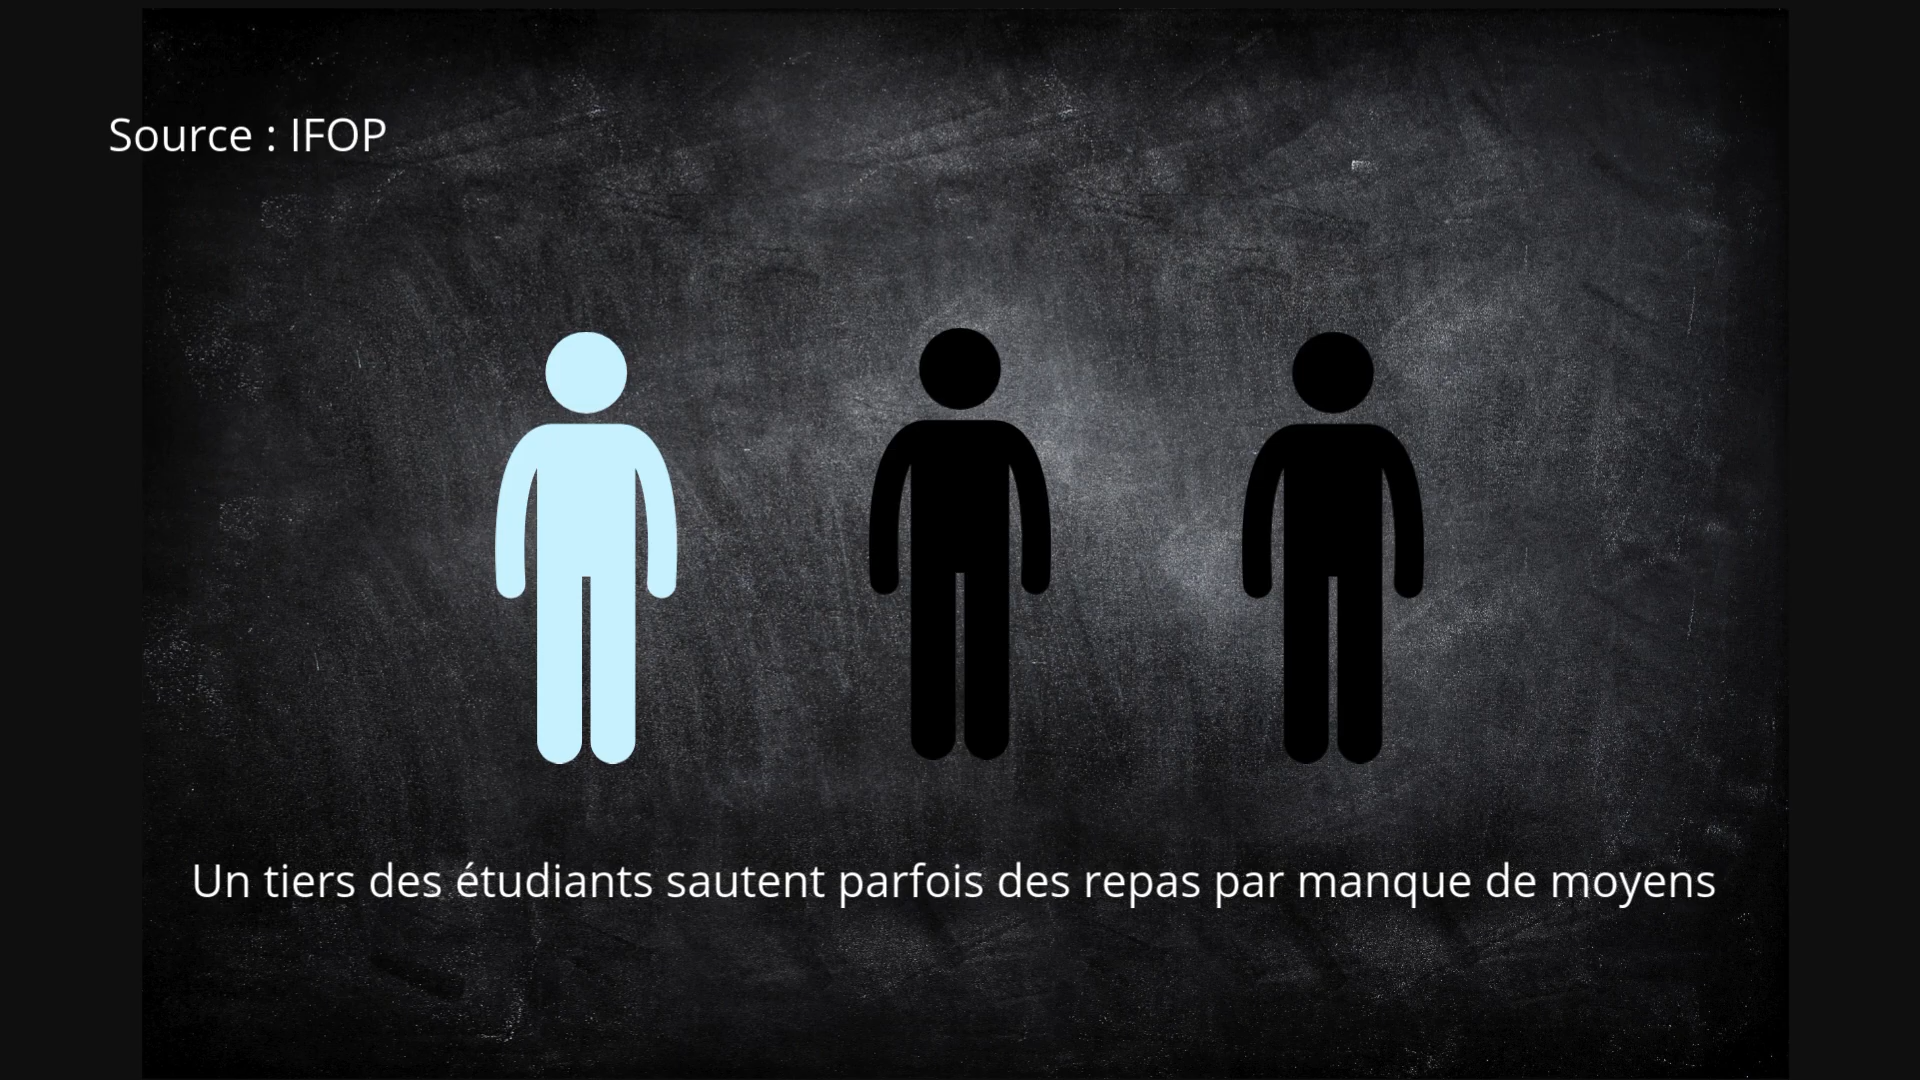 Source : IFOP
Un tiers des étudiants sautent parfois des repas par manque de moyens